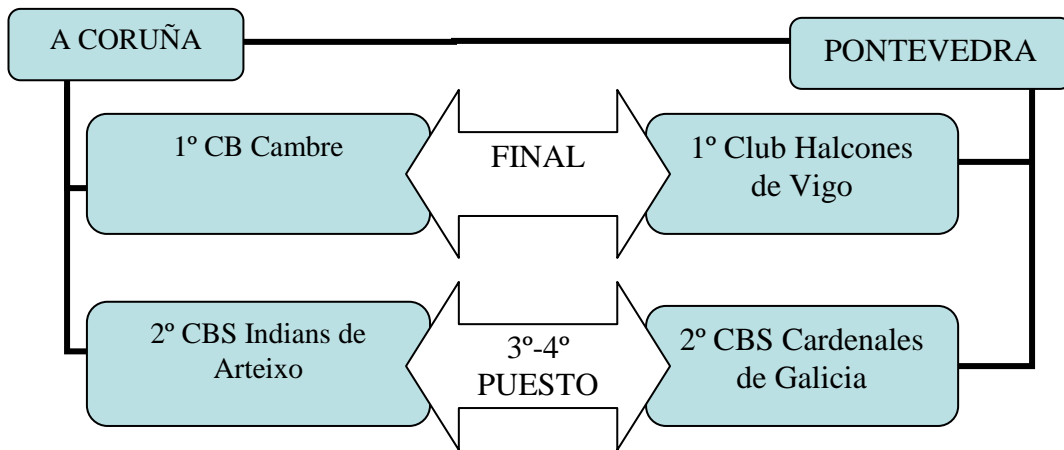 A CORUÑA
PONTEVEDRA
1º CB Cambre
FINAL
1º Club Halcones
de Vigo
2º CBS Indians de
Arteixo
3º-4º
PUESTO
2º CBS Cardenales
de Galicia